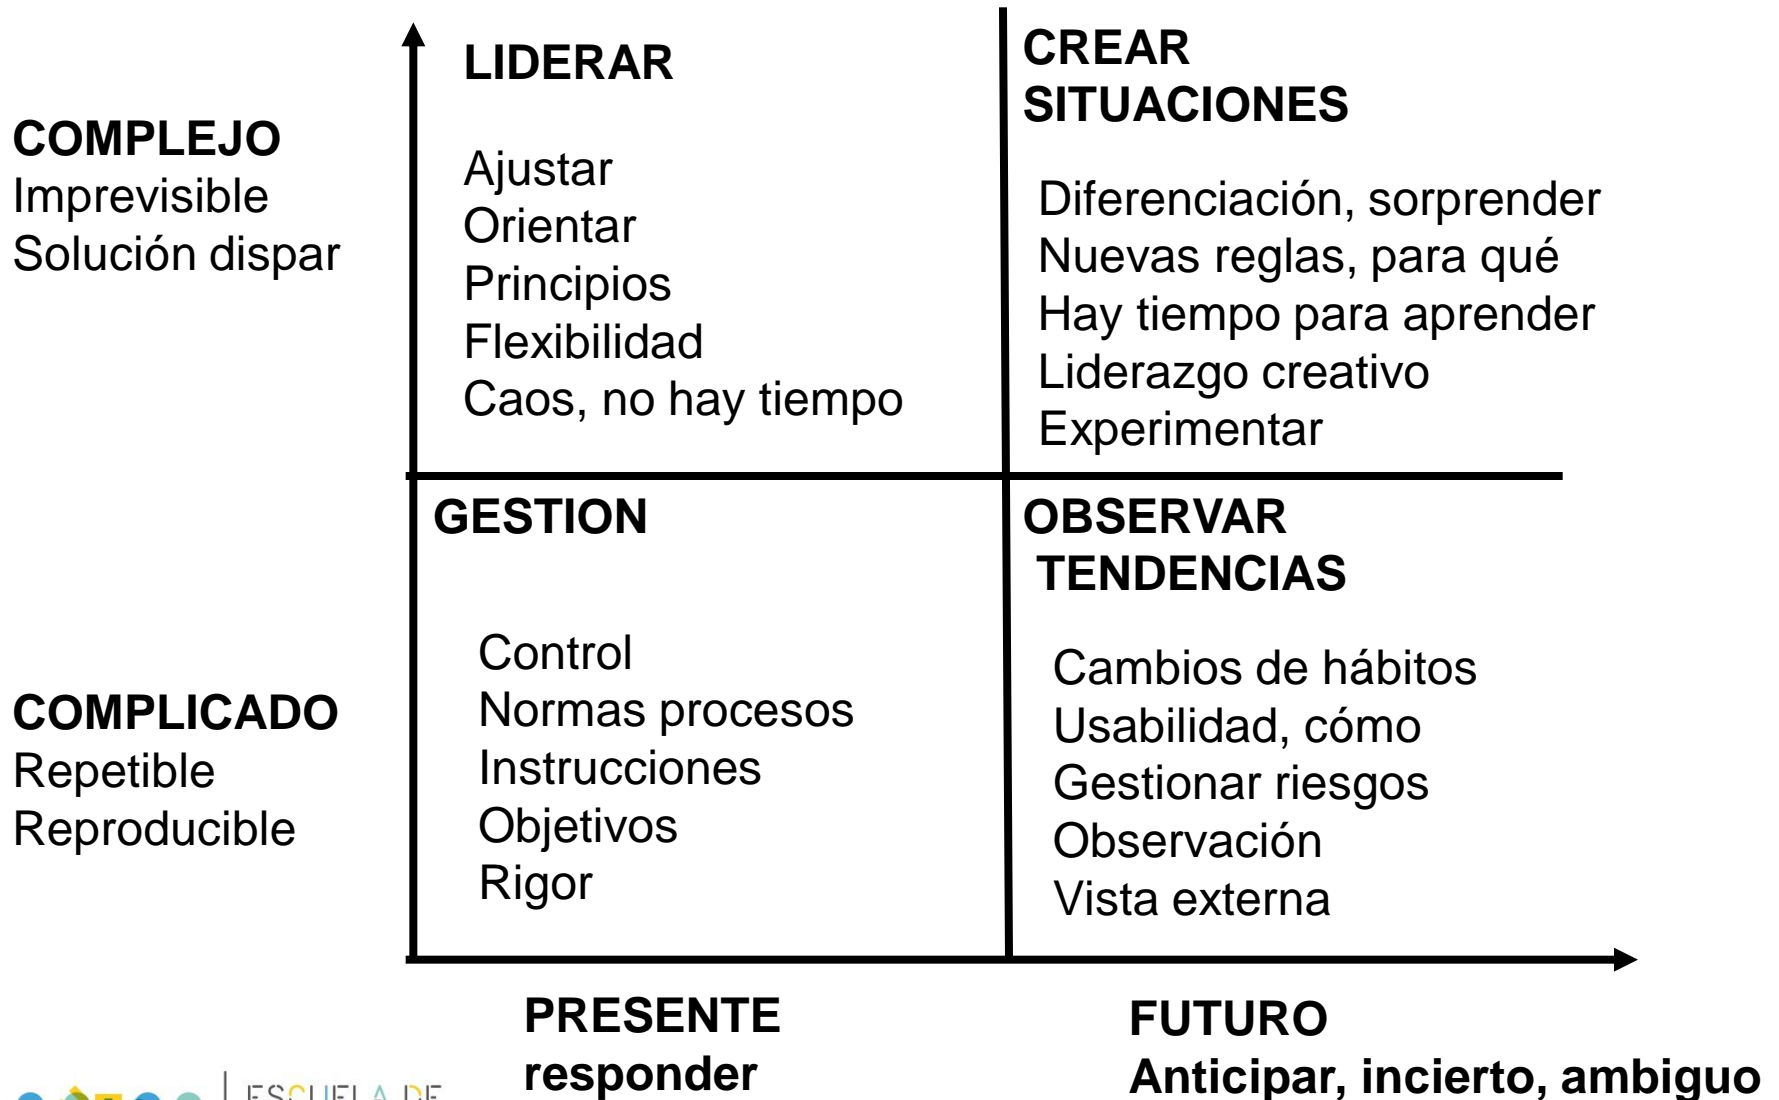 COMPLEJO
Imprevisible
Solución dispar
LIDERAR
Ajustar
Orientar
Principios
Flexibilidad
Caos, no hay tiempo
CREAR
SITUACIONES
Diferenciación, sorprender
Nuevas reglas, para qué
Hay tiempo para aprender
Liderazgo creativo
Experimentar
COMPLICADO
Repetible
Reproducible
GESTION
Control
Normas procesos
Instrucciones
Objetivos
Rigor
OBSERVAR
TENDENCIAS
Cambios de hábitos
Usabilidad, cómo
Gestionar riesgos
Observación
Vista externa
PRESENTE
responder
FUTURO
Anticipar, incierto, ambiguo
ESCUELA DE